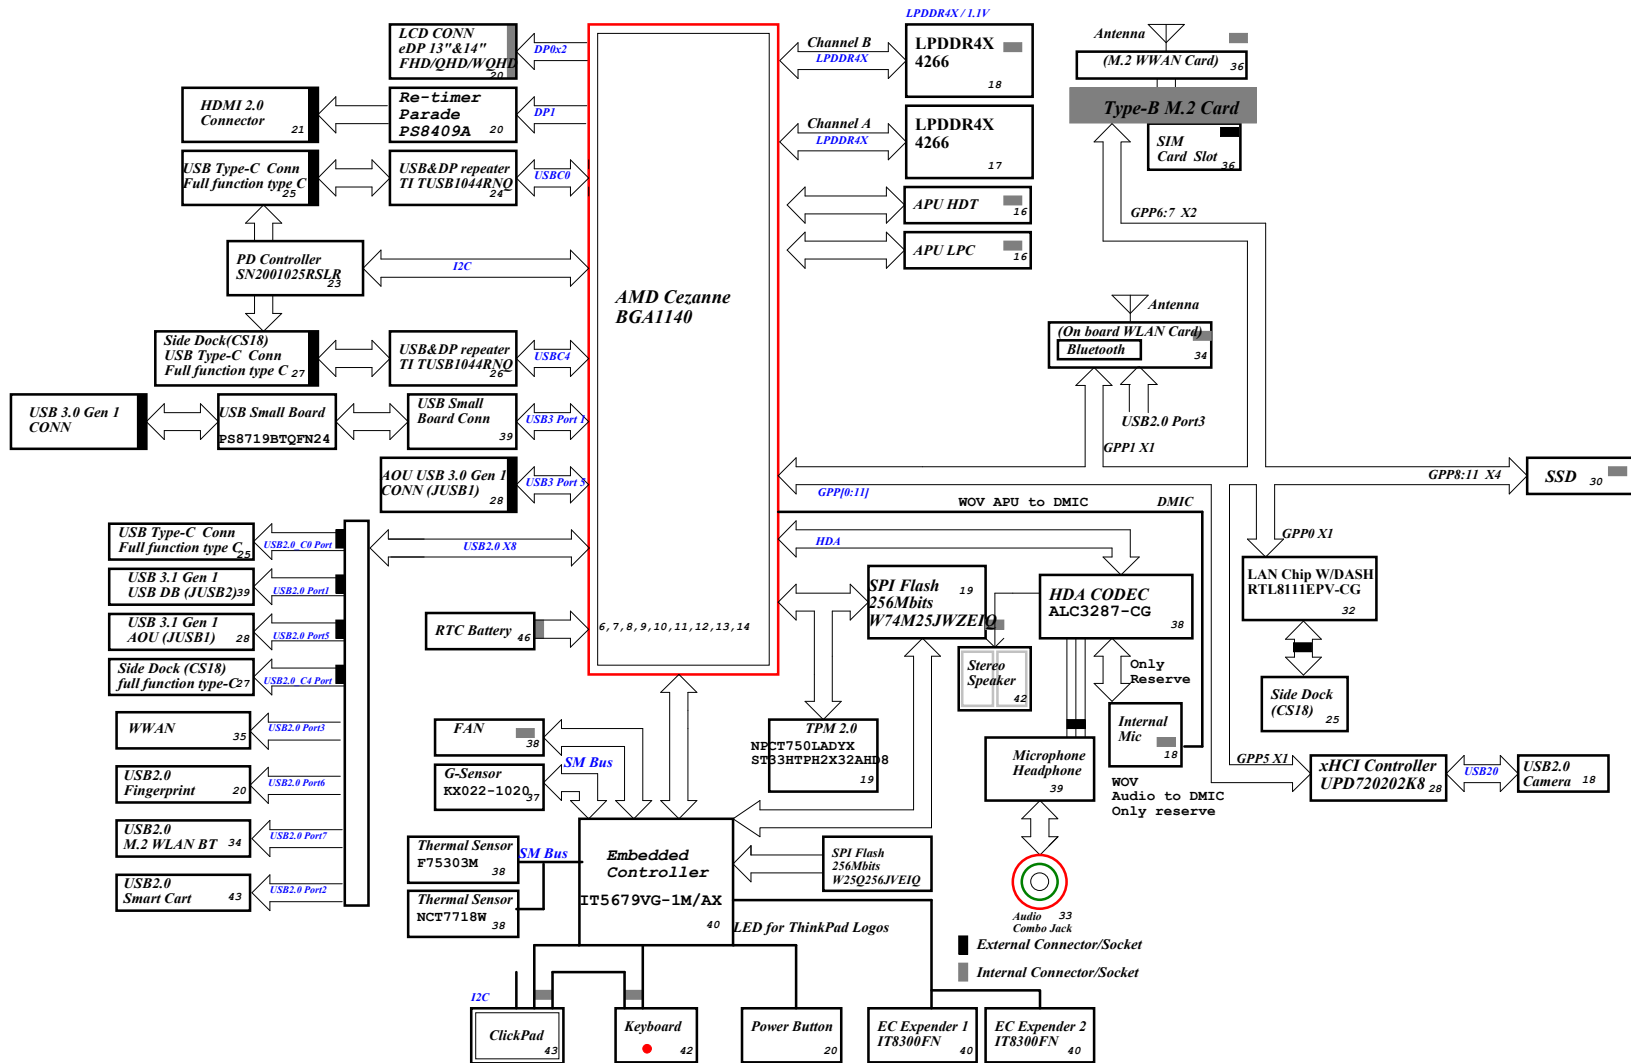 LPDDR4X / 1.1V
LCD CONN
eDP 13"&14"
FHD/QHD/WQHD
20
DP0x2
HDMI 2.0
Connector
21
Re-timer
Parade
PS8409A
20
DP1
USB Type-C Conn
Full function type C
25
USB&DP repeater
TI TUSB1044RNQ
24
USBC0
PD Controller
SN2001025RSLR
23
I2C
Side Dock(CS18)
USB Type-C Conn
Full function type C
27
USB&DP repeater
TI TUSB1044RNQ
26
USBC4
USB 3.0 Gen 1
CONN
USB Small Board
PS8719BTQFN24
USB Small
Board Conn
39
USB3 Port 1
AOU USB 3.0 Gen 1
CONN (JUSB1)
28
USB3 Port 5
AMD Cezanne
BGA1140
6,7,8,9,10,11,12,13,14
Channel B
LPDDR4X
LPDDR4X
4266
18
Channel A
LPDDR4X
LPDDR4X
4266
17
APU HDT
16
APU LPC
16
Antenna
(M.2 WWAN Card)
36
Type-B M.2 Card
SIM
Card Slot
36
GPP6:7 X2
Antenna
(On board WLAN Card)
Bluetooth
34
USB2.0 Port3
GPP1 X1
GPP[0:11]
GPP8:11 X4
SSD
30
WOV APU to DMIC
DMIC
HDA
GPP0 X1
LAN Chip W/DASH
RTL8111EPV-CG
32
Side Dock
(CS18)
25
USB Type-C Conn
Full function type C
25
USB2.0_C0 Port
USB2.0 X8
USB 3.1 Gen 1
USB DB (JUSB2)
39
USB2.0 Port1
USB 3.1 Gen 1
AOU (JUSB1)
28
USB2.0 Port5
Side Dock (CS18)
full function type-C
27
USB2.0_C4 Port
WWAN
35
USB2.0 Port3
USB2.0
Fingerprint
20
USB2.0 Port6
USB2.0
M.2 WLAN BT
34
USB2.0 Port7
USB2.0
Smart Cart
43
USB2.0 Port2
RTC Battery
46
SPI Flash
256Mbits
W74M25JWZEIQ
19
HDA CODEC
ALC3287-CG
38
Stereo
Speaker
42
Only
Reserve
Internal
Mic
18
TPM 2.0
NPCT750LADYX
ST33HTPH2X32AHD8
19
Microphone
Headphone
39
WOV
Audio to DMIC
Only reserve
GPP5 X1
xHCI Controller
UPD720202K8
28
USB20
USB2.0
Camera
18
FAN
38
SM Bus
G-Sensor
KX022-1020
37
Thermal Sensor
F75303M
38
SM Bus
Thermal Sensor
NCT7718W
38
Embedded
Controller
IT5679VG-1M/AX
40
SPI Flash
256Mbits
W25Q256JVEIQ
LED for ThinkPad Logos
Audio
Combo Jack
33
External Connector/Socket
Internal Connector/Socket
I2C
ClickPad
43
Keyboard
42
Power Button
20
EC Expender 1
IT8300FN
40
EC Expender 2
IT8300FN
40